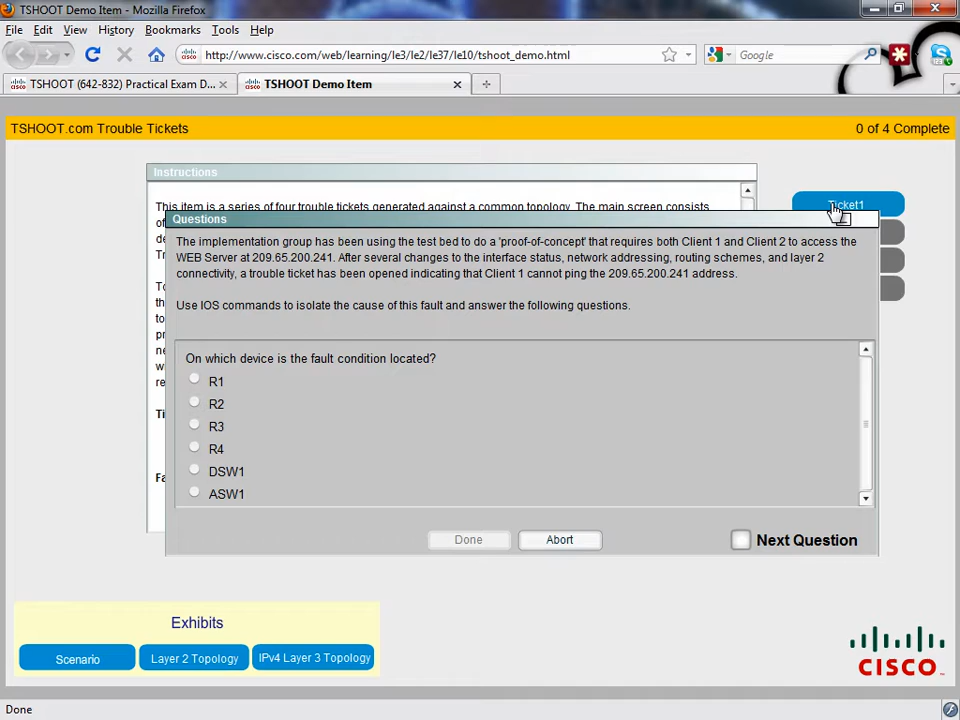 TSHOOT Demo Item - Mozilla Firefox
File Edit View History Bookmarks Tools Help
http://www.cisco.com/web/learning/le3/le2/le37/le10/tshoot_demo.html
Google
TSHOOT (642-832) Practical Exam D...
TSHOOT Demo Item
TSHOOT.com Trouble Tickets
0 of 4 Complete
Instructions
This item is a series of four trouble tickets generated against a common topology. The main screen consists
Ticket1
Questions
The implementation group has been using the test bed to do a 'proof-of-concept' that requires both Client 1 and Client 2 to access the
WEB Server at 209.65.200.241. After several changes to the interface status, network addressing, routing schemes, and layer 2
connectivity, a trouble ticket has been opened indicating that Client 1 cannot ping the 209.65.200.241 address.
Use IOS commands to isolate the cause of this fault and answer the following questions.
On which device is the fault condition located?
R1
R2
R3
R4
DSW1
ASW1
Done
Abort
Next Question
Exhibits
Scenario
Layer 2 Topology
IPv4 Layer 3 Topology
CISCO
Done